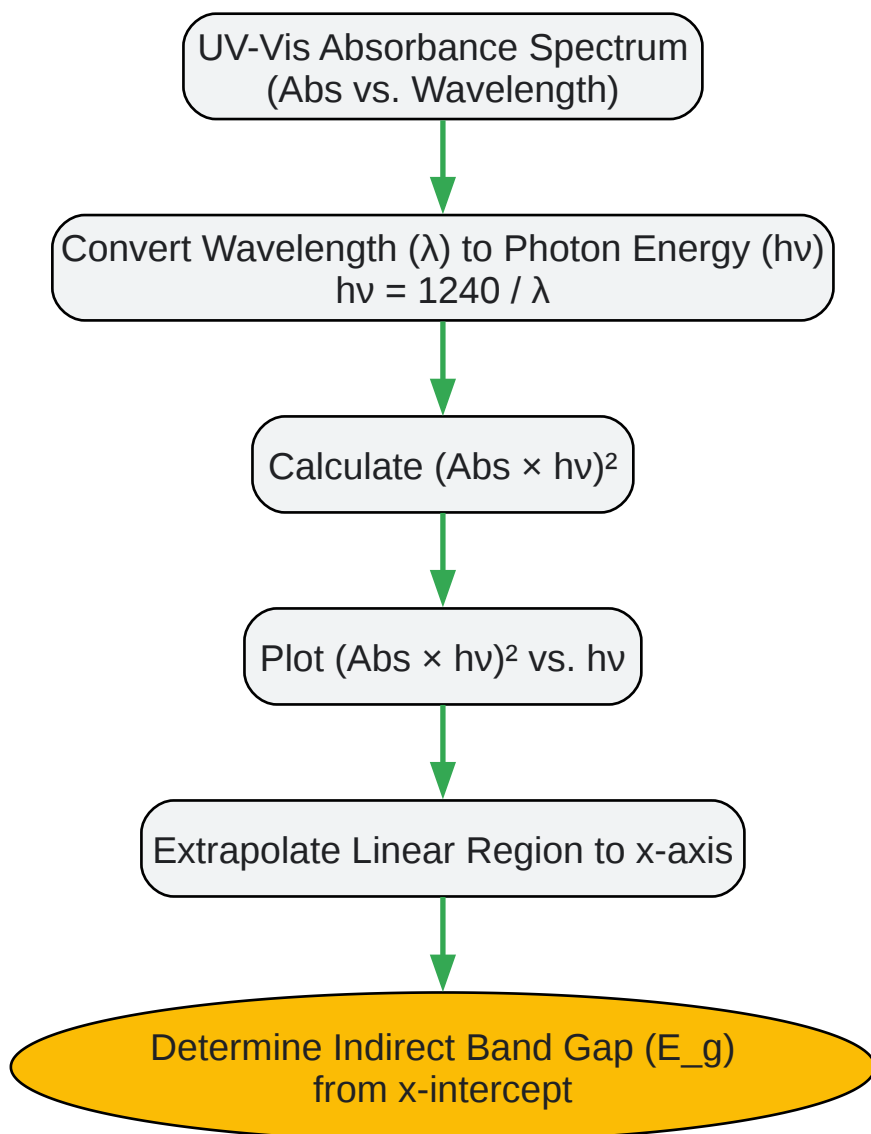 UV-Vis Absorbance Spectrum
(Abs vs. Wavelength)
Convert Wavelength (λ) to Photon Energy (hν)
hν = 1240 / λ
Calculate (Abs × hν)²
Plot (Abs × hν)² vs. hν
Extrapolate Linear Region to x-axis
Determine Indirect Band Gap (E_g)
from x-intercept